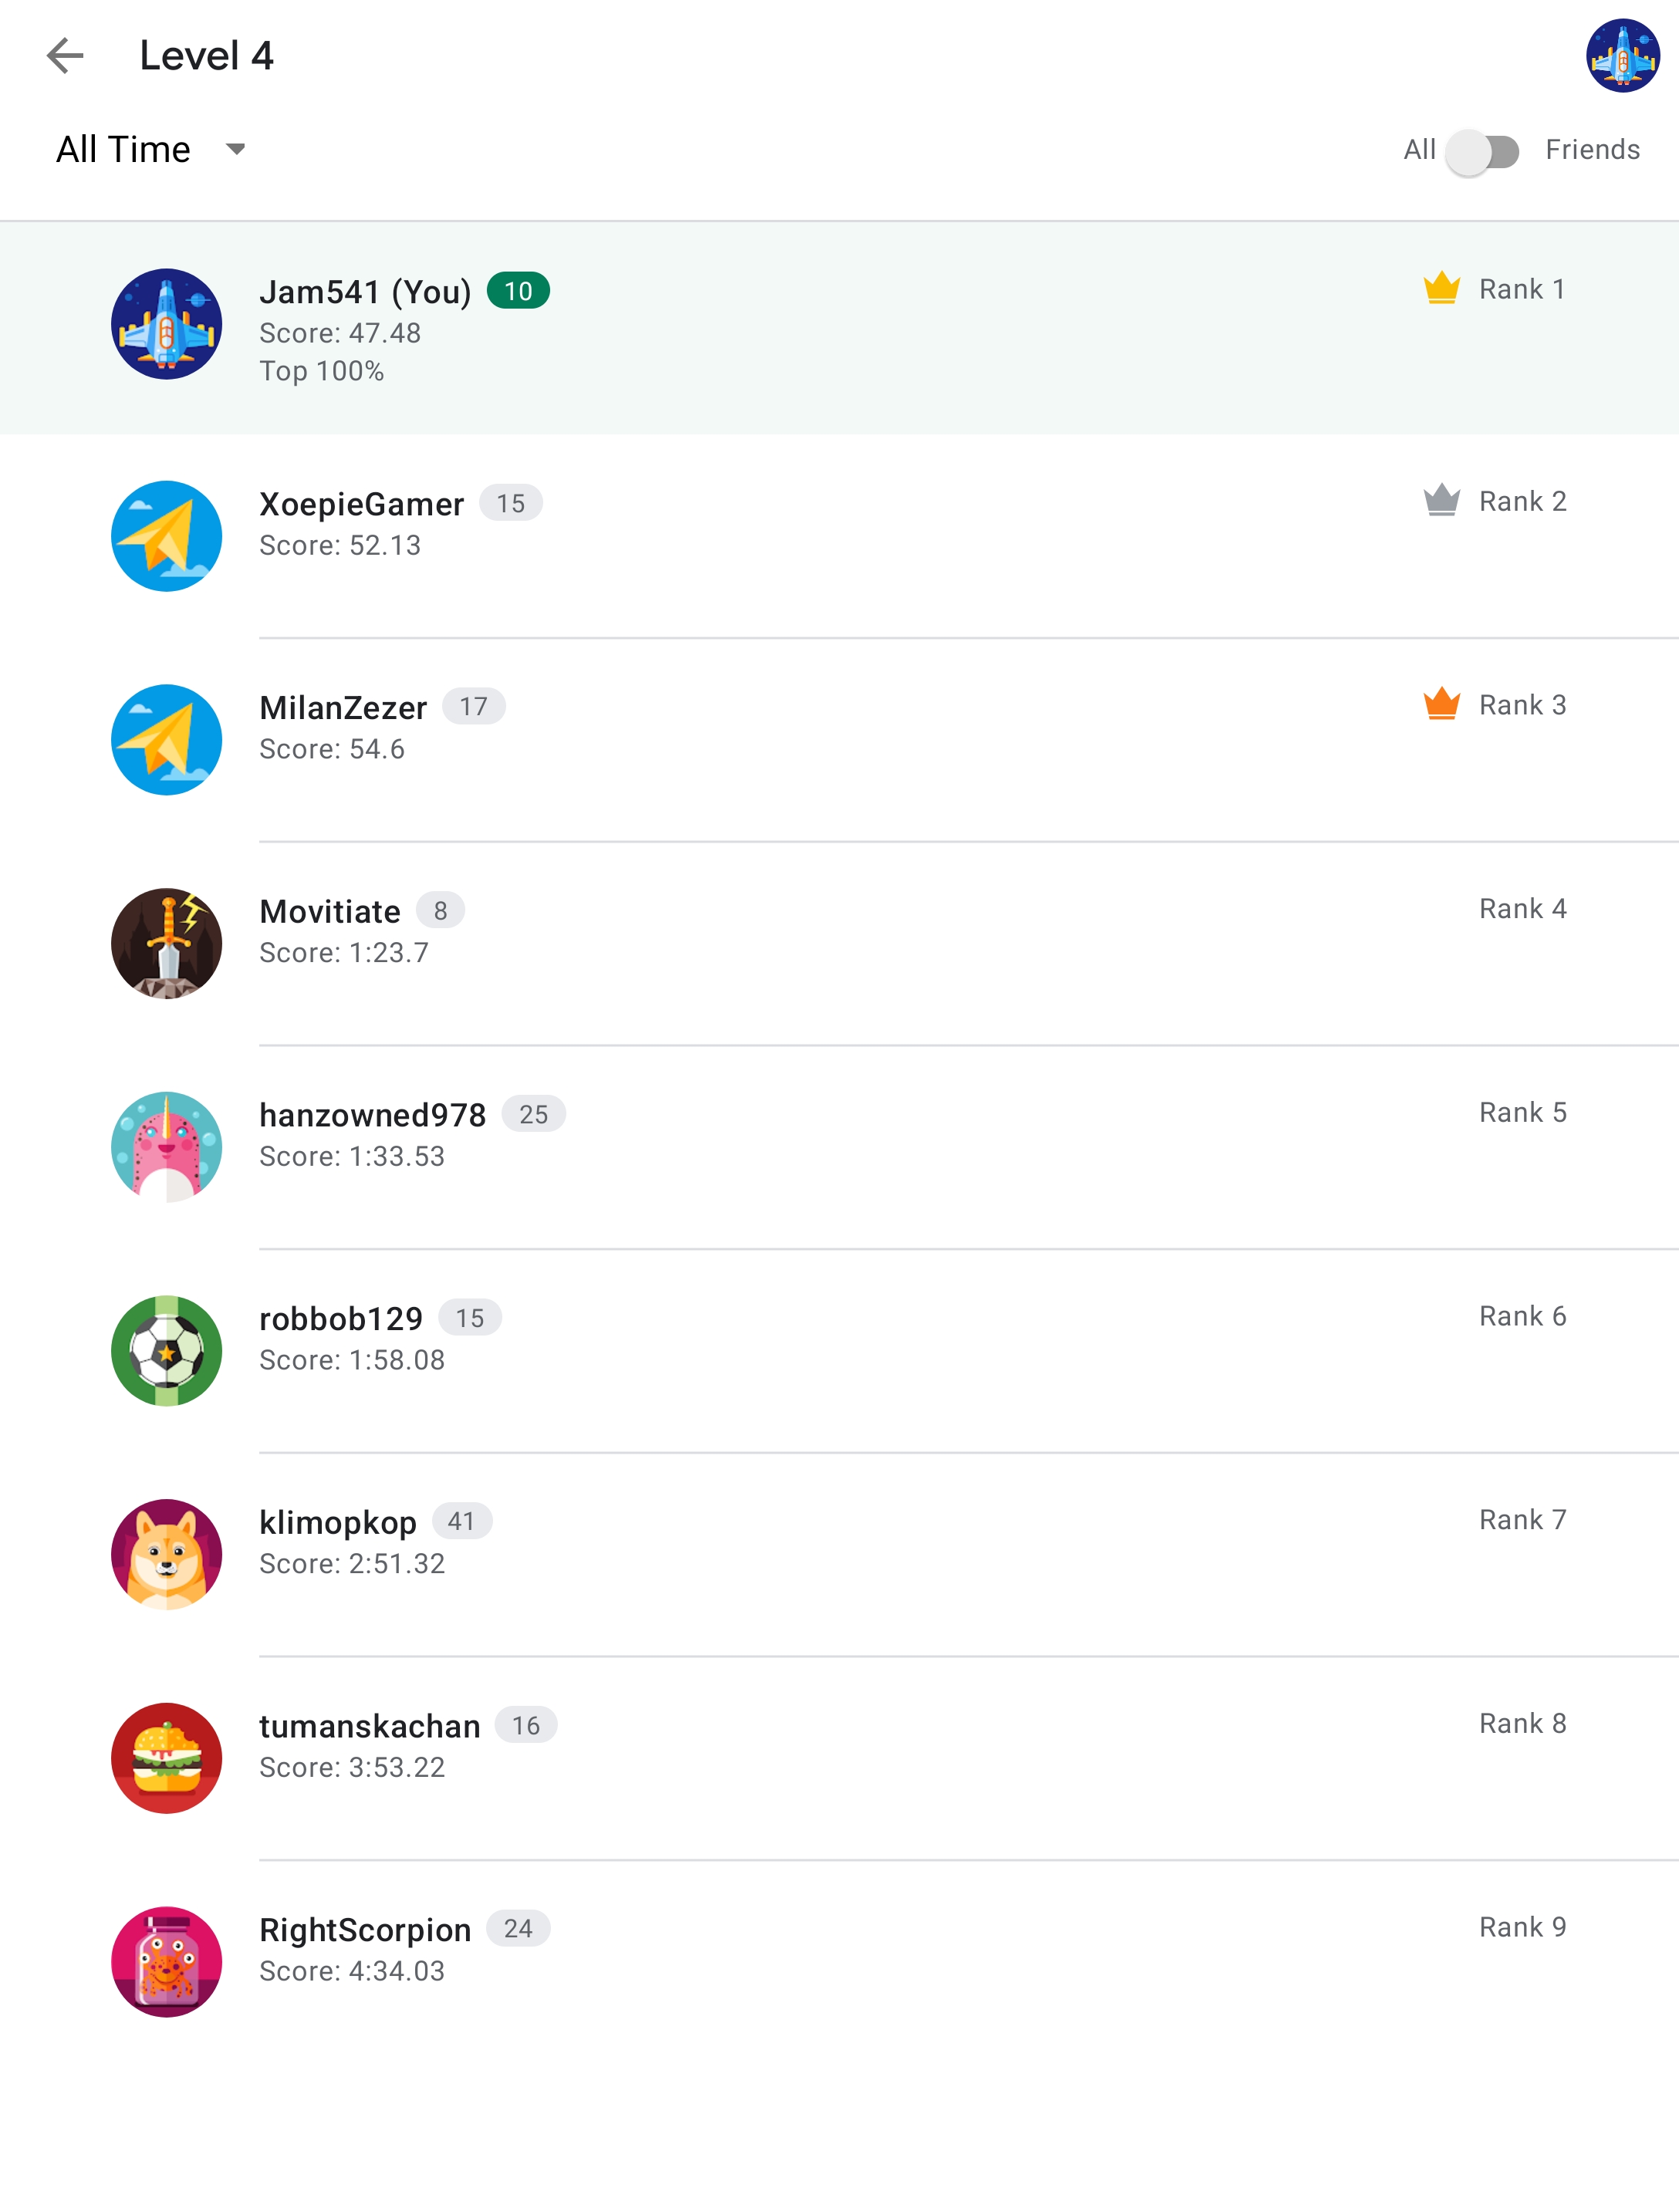 Level 4
All Time
All Friends
Jam541 (You) 10
Rank 1
Score: 47.48
Top 100%
XoepieGamer 15
Rank 2
Score: 52.13
MilanZezer 17
Rank 3
Score: 54.6
Movitiate 8
Rank 4
Score: 1:23.7
hanzowned978 25
Rank 5
Score: 1:33.53
robbob129 15
Rank 6
Score: 1:58.08
klimopkop 41
Rank 7
Score: 2:51.32
tumanskachan 16
Rank 8
Score: 3:53.22
RightScorpion 24
Rank 9
Score: 4:34.03